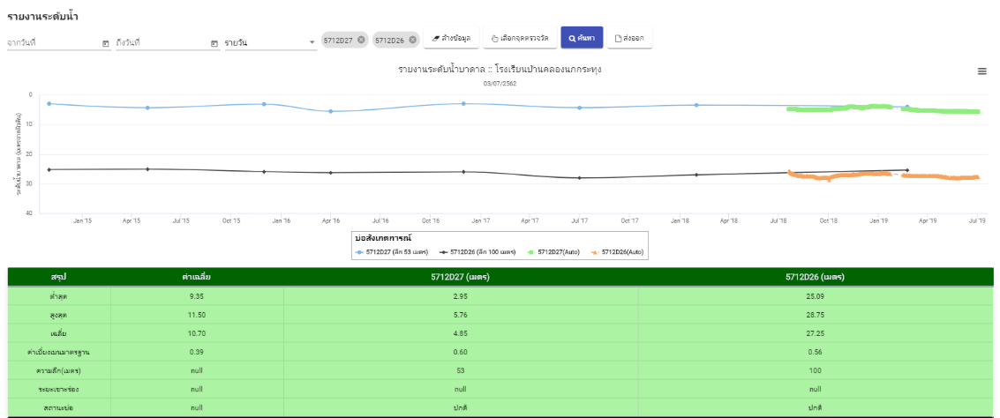 รายงานระดับน้ำ
จากวันที่ ถึงวันที่ รายวัน 5712D27 5712D26 ล้างข้อมูล เลือกจุดตรวจวัด ค้นหา ส่งออก
รายงานระดับน้ำบาดาล :: โรงเรียนบ้านคลองนกกระทุง
03/07/2562
ระดับน้ำบาดาล (เมตรจากผิวดิน)
0
10
20
30
40
Jan '15 Apr '15 Jul '15 Oct '15 Jan '16 Apr '16 Jul '16 Oct '16 Jan '17 Apr '17 Jul '17 Oct '17 Jan '18 Apr '18 Jul '18 Oct '18 Jan '19 Apr '19 Jul '19
บ่อสังเกตการณ์
5712D27 (ลึก 53 เมตร) 5712D26 (ลึก 100 เมตร) 5712D27(Auto) 5712D26(Auto)
สรุป ค่าเฉลี่ย 5712D27 (เมตร) 5712D26 (เมตร)
ต่ำสุด 9.35 2.95 25.09
สูงสุด 11.50 5.76 28.75
เฉลี่ย 10.70 4.85 27.25
ค่าเบี่ยงเบนมาตรฐาน 0.39 0.60 0.56
ความลึก(เมตร) null 53 100
ระยะเซาะร่อง null null null
สถานะบ่อ null ปกติ ปกติ